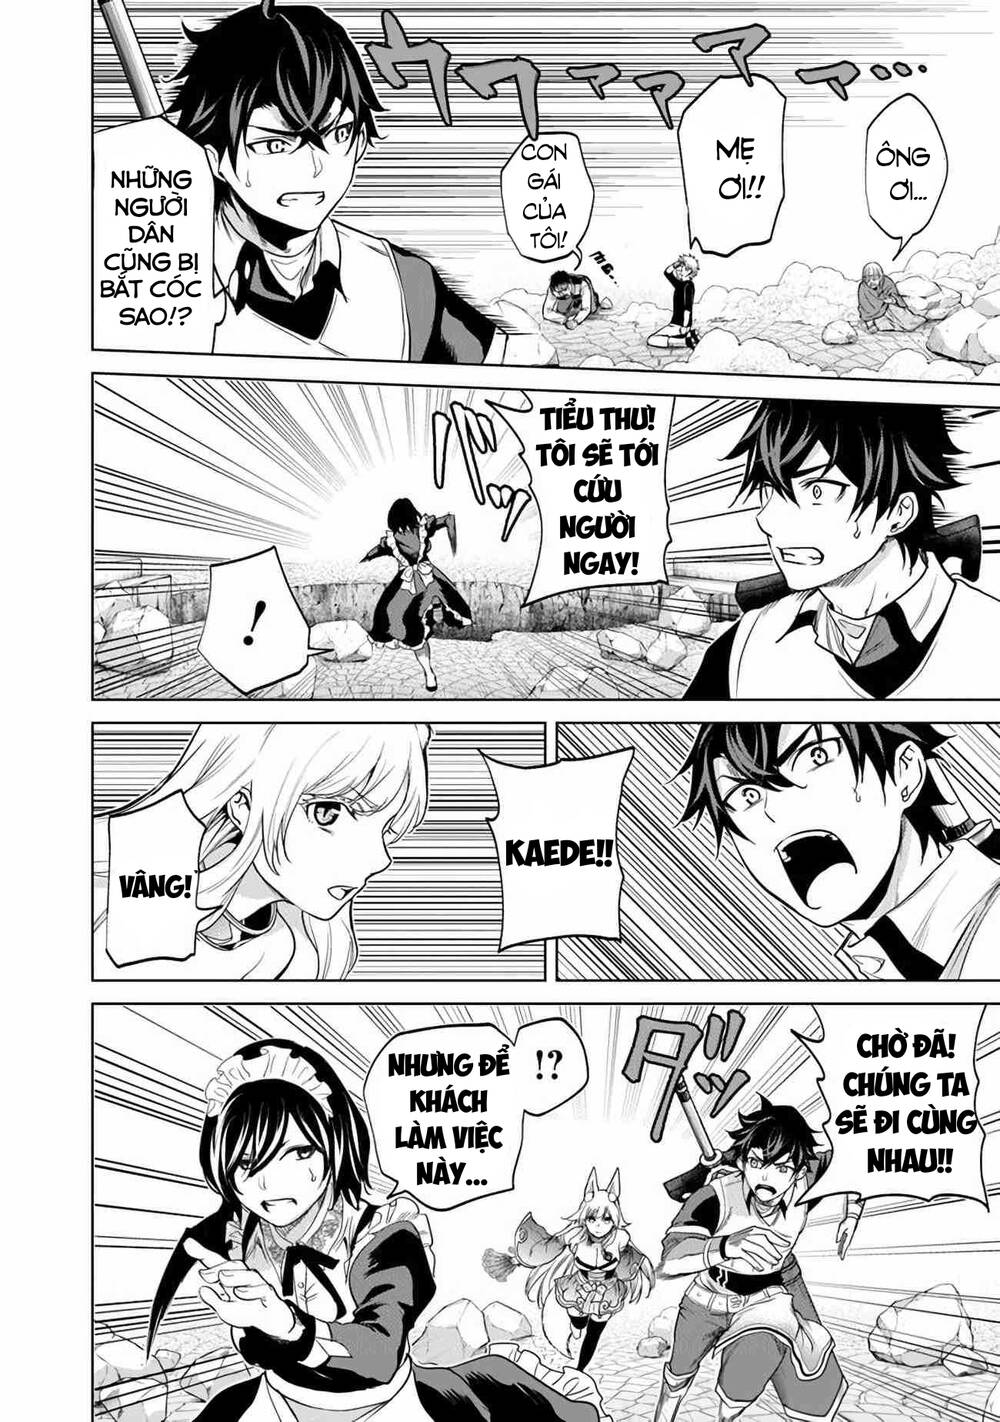 ウワァァァァ…
ÔNG
ƠI...
MẸ
ƠI!!
CON
GÁI
CỦA
TÔI!
NHỮNG
NGƯỜI
DÂN
CŨNG BỊ
BẮT CÓC
SAO!?
TIỂU THƯ!
TÔI SẼ TỚI
CỨU
NGƯỜI
NGAY!
!
KAEDE!!
VÂNG!
CHỜ ĐÃ!
CHÚNG TA
SẼ ĐI CÙNG
NHAU!!
ダッ
!?
NHƯNG ĐỂ
KHÁCH
LÀM VIỆC
NÀY...